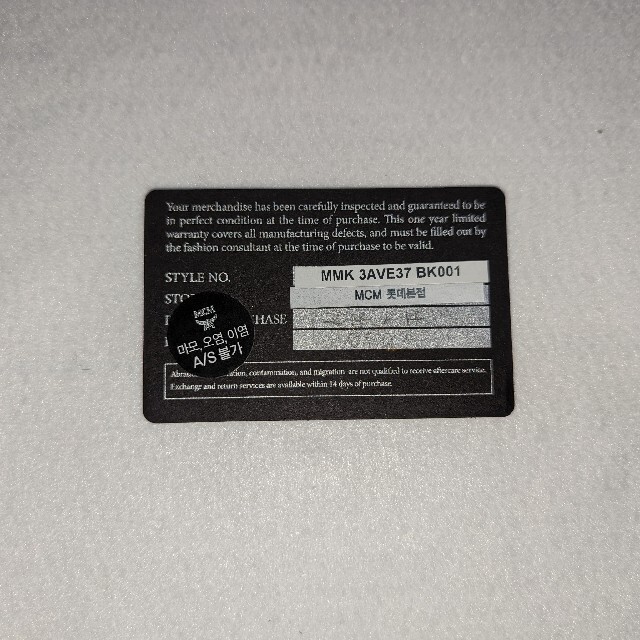 Your merchandise has been carefully inspected and guaranteed to be
in perfect condition at the time of purchase. This one year limited
warranty covers all manufacturing defects, and must be filled out by
the fashion consultant at the time of purchase to be valid.
STYLE NO. MMK 3AVE37 BK001
MCM 롯데본점
MCM
마모, 오염, 이염
A/S 불가
contamination, and migration are not qualified to receive aftercare service.
Exchange and return services are available within 14 days of purchase.